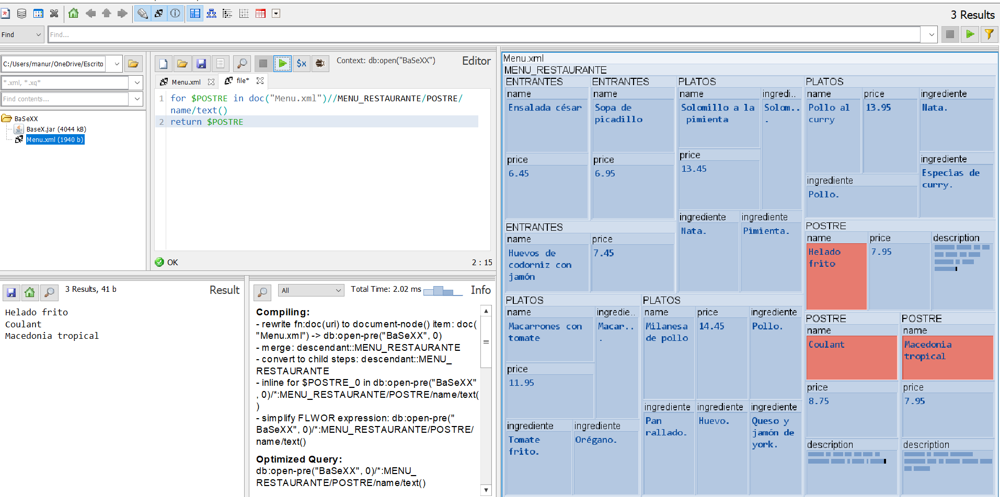 3 Results
Find
Find...
C:/Users/manur/OneDrive/Escrito
*.xml, *.xq*
Find contents...
BaSeXX
BaseX.jar (4044 kB)
Menu.xml (1940 b)
$x
Context: db:open("BaSeXX")
Editor
Menu.xml
file*
1 for $POSTRE in doc("Menu.xml")//MENU_RESTAURANTE/POSTRE/
name/text()
2 return $POSTRE
OK
2 : 15
3 Results, 41 b
Result
Helado frito
Coulant
Macedonia tropical
All
Total Time: 2.02 ms
Info
Compiling:
- rewrite fn:doc(uri) to document-node() item: doc(
"Menu.xml") -> db:open-pre("BaSeXX", 0)
- merge: descendant::MENU_RESTAURANTE
- convert to child steps: descendant::MENU_
RESTAURANTE
- inline for $POSTRE_0 in db:open-pre("BaSeXX"
, 0)/*:MENU_RESTAURANTE/POSTRE/name/text(
)
- simplify FLWOR expression: db:open-pre("
BaSeXX", 0)/*:MENU_RESTAURANTE/POSTRE/
name/text()
Optimized Query:
db:open-pre("BaSeXX", 0)/*:MENU_
RESTAURANTE/POSTRE/name/text()
Menu.xml
MENU_RESTAURANTE
ENTRANTES
name
Ensalada césar
price
6.45
ENTRANTES
name
Sopa de
picadillo
price
6.95
ENTRANTES
name
Huevos de
codorniz con
jamón
price
7.45
PLATOS
name
Solomillo a la
pimienta
price
13.45
ingredi..
Solom..
.
ingrediente
Nata.
ingrediente
Pimienta.
PLATOS
name
Pollo al
curry
price
13.95
ingrediente
Pollo.
ingrediente
Nata.
ingrediente
Especias de
curry.
PLATOS
name
Macarrones con
tomate
price
11.95
ingredie..
Macar..
.
ingrediente
Tomate
frito.
ingrediente
Orégano.
PLATOS
name
Milanesa
de pollo
price
14.45
ingrediente
Pollo.
ingrediente
Pan
rallado.
ingrediente
Huevo.
ingrediente
Queso y
jamón de
york.
POSTRE
name
Helado
frito
price
7.95
description
POSTRE
name
Coulant
price
8.75
description
POSTRE
name
Macedonia
tropical
price
7.95
description